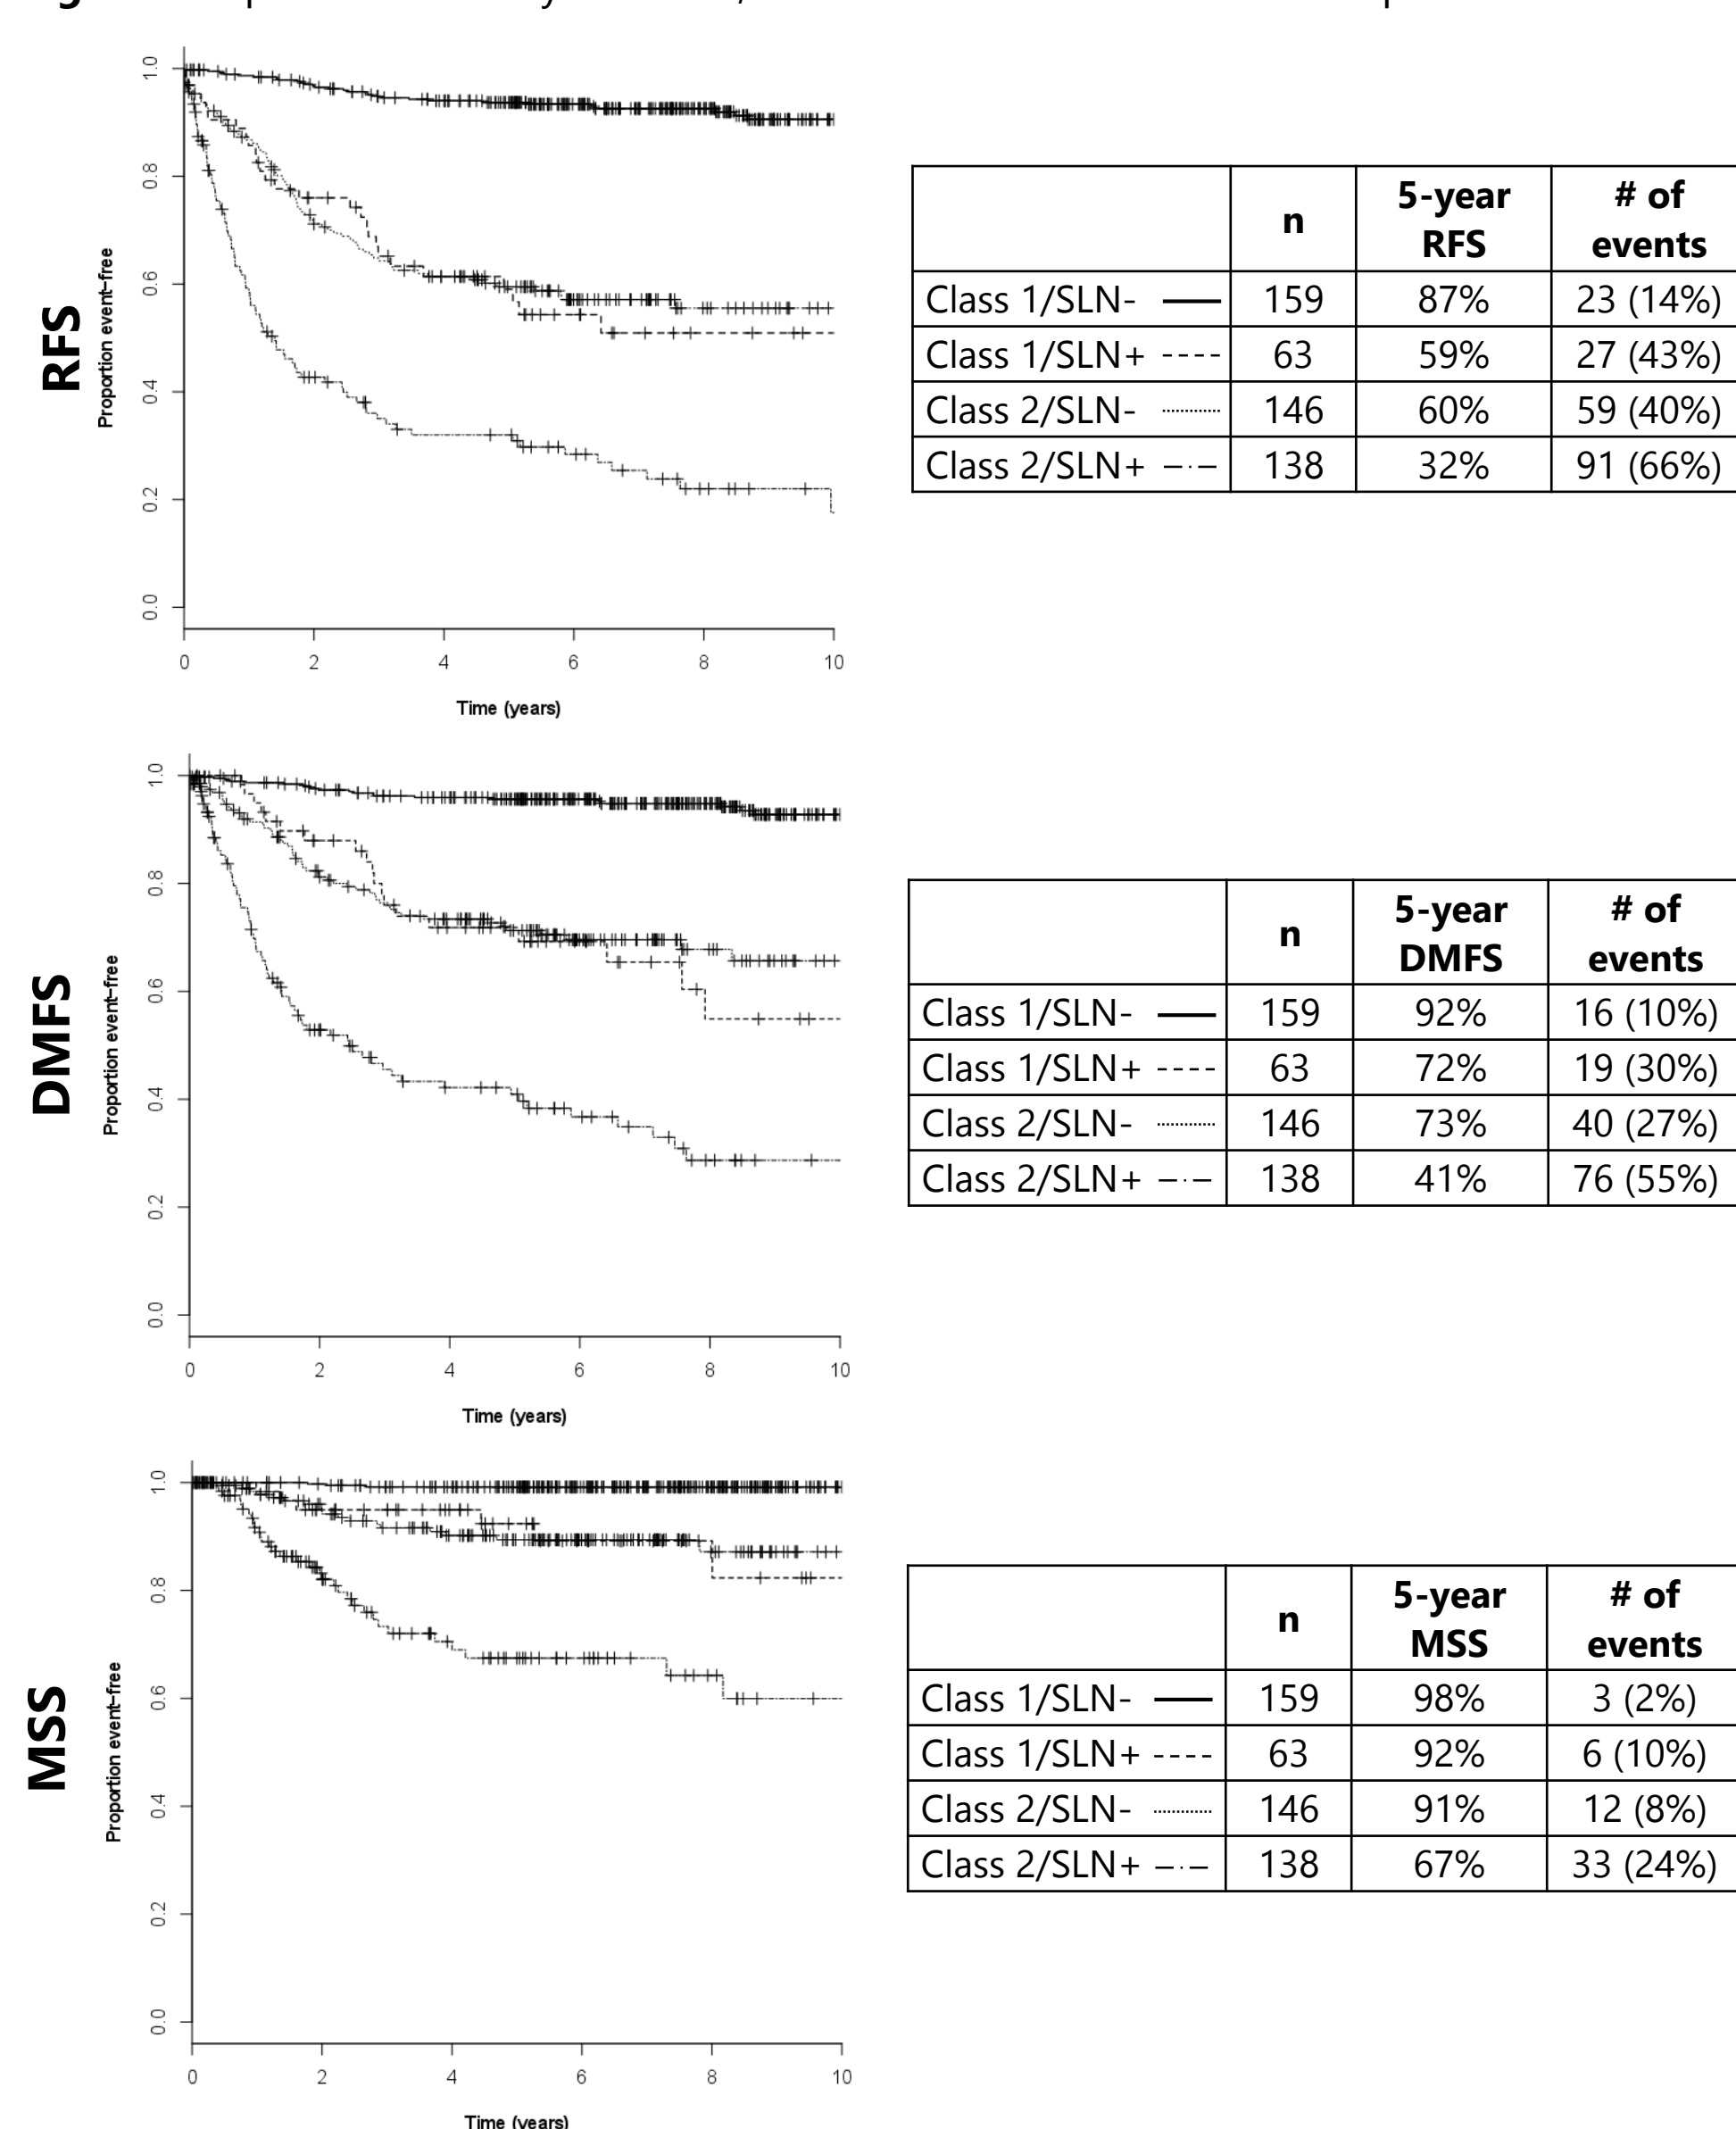 RFS
Proportion event-free
1.0
0.8
0.6
0.4
0.2
0.0
0 2 4 6 8 10
Time (years)
n 5-year RFS # of events
Class 1/SLN- 159 87% 23 (14%)
Class 1/SLN+ 63 59% 27 (43%)
Class 2/SLN- 146 60% 59 (40%)
Class 2/SLN+ 138 32% 91 (66%)
DMFS
Proportion event-free
1.0
0.8
0.6
0.4
0.2
0.0
0 2 4 6 8 10
Time (years)
n 5-year DMFS # of events
Class 1/SLN- 159 92% 16 (10%)
Class 1/SLN+ 63 72% 19 (30%)
Class 2/SLN- 146 73% 40 (27%)
Class 2/SLN+ 138 41% 76 (55%)
MSS
Proportion event-free
1.0
0.8
0.6
0.4
0.2
0.0
0 2 4 6 8 10
Time (years)
n 5-year MSS # of events
Class 1/SLN- 159 98% 3 (2%)
Class 1/SLN+ 63 92% 6 (10%)
Class 2/SLN- 146 91% 12 (8%)
Class 2/SLN+ 138 67% 33 (24%)